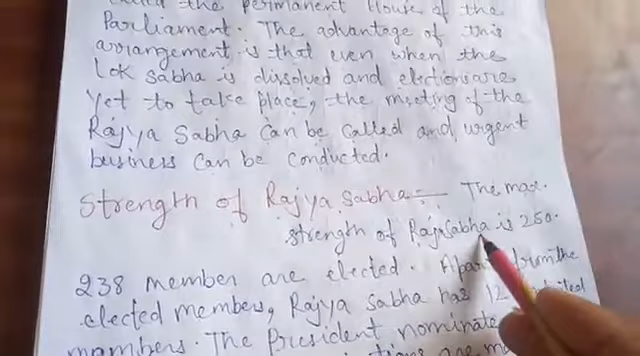 called the permanent House of the
Parliament. The advantage of this
arrangement is that even when the
Lok Sabha is dissolved and elections are
yet to take place, the meeting of the
Rajya Sabha can be called and urgent
business can be conducted.
Strength of Rajya Sabha:— The max.
strength of Rajysabha is 250.
238 member are elected. Apart from the
elected members, Rajya Sabha has 12
members. The President nominate